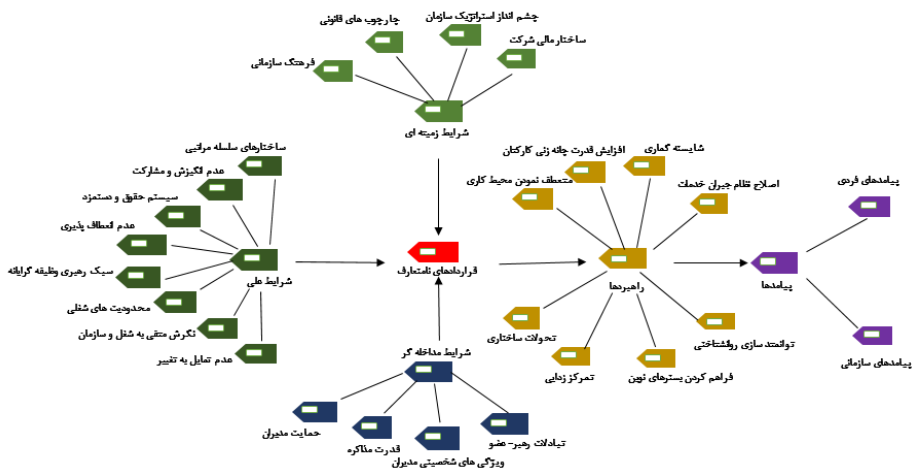 چشم انداز استراتژیک سازمان
چارچوب های قانونی
ساختار مالی شرکت
فرهنگ سازمانی
شرایط زمینه ای
ساختارهای سلسله مراتبی
عدم انگیزش و مشارکت
سیستم حقوق و دستمزد
عدم انعطاف پذیری
سبک رهبری وظیفه گرایانه
محدودیت های شغلی
نگرش منفی به شغل و سازمان
عدم تمایل به تغییر
شرایط علی
قراردادهای نامتعارف
شرایط مداخله گر
حمایت مدیران
قدرت مذاکره
ویژگی های شخصیتی مدیران
تبادلات رهبر-عضو
شایسته گماری
افزایش قدرت چانه زنی کارکنان
منعطف نمودن محیط کاری
اصلاح نظام جبران خدمات
راهبردها
تحولات ساختاری
تمرکز زدایی
فراهم کردن بسترهای نوین
توانمندسازی روانشناختی
پیامدهای فردی
پیامدها
پیامدهای سازمانی